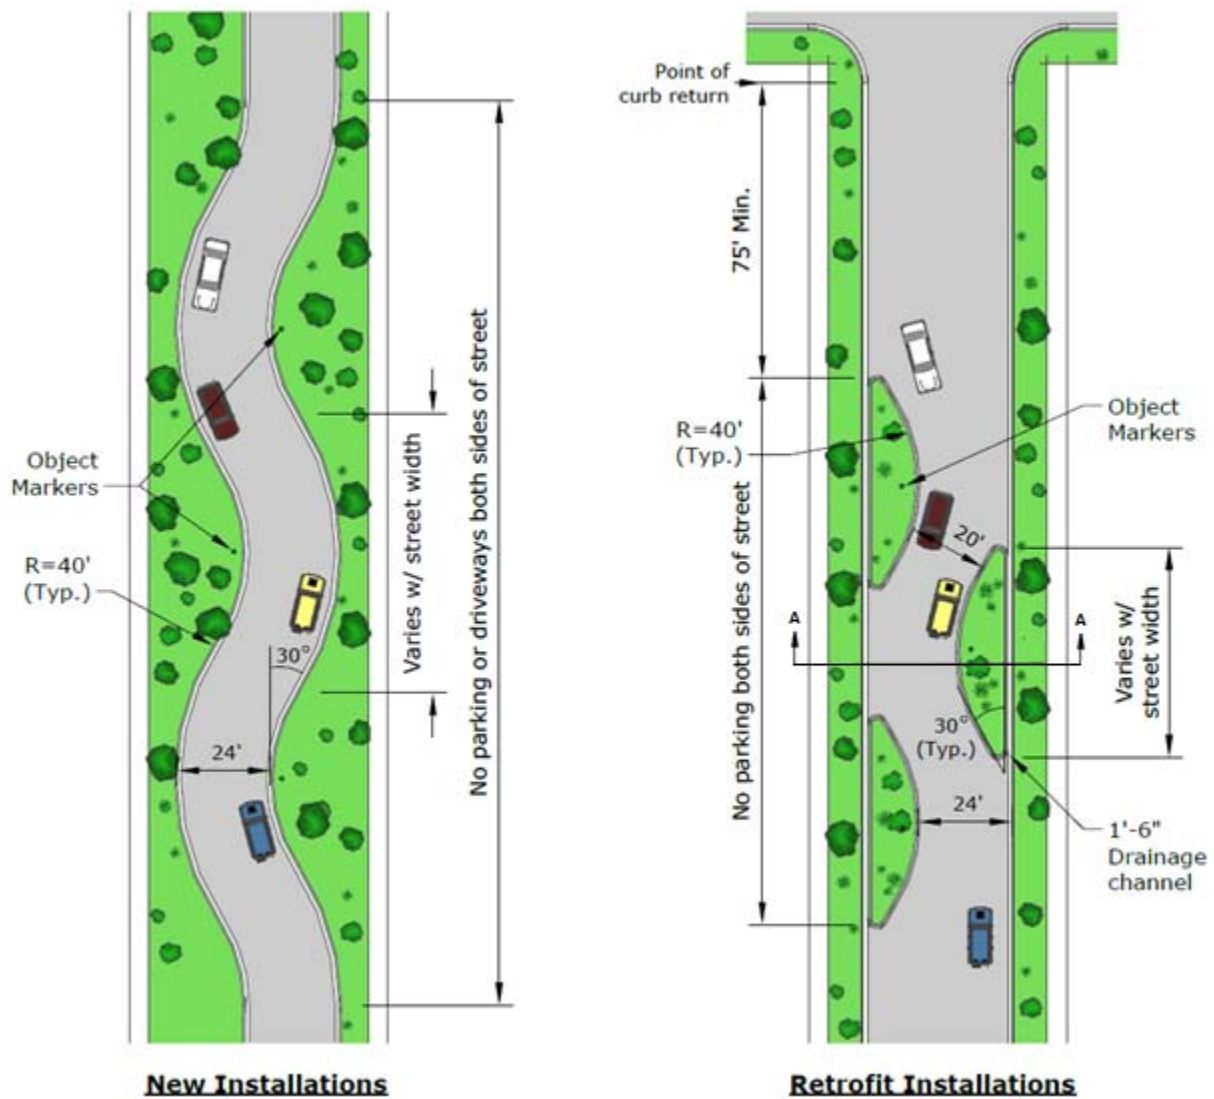 Object
Markers
R=40'
(Typ.)
30°
24'
Varies w/ street width
No parking or driveways both sides of street
New Installations
Point of
curb return
75' Min.
R=40'
(Typ.)
Object
Markers
20'
No parking both sides of street
A
A
Varies w/
street width
30°
(Typ.)
24'
1'-6"
Drainage
channel
Retrofit Installations